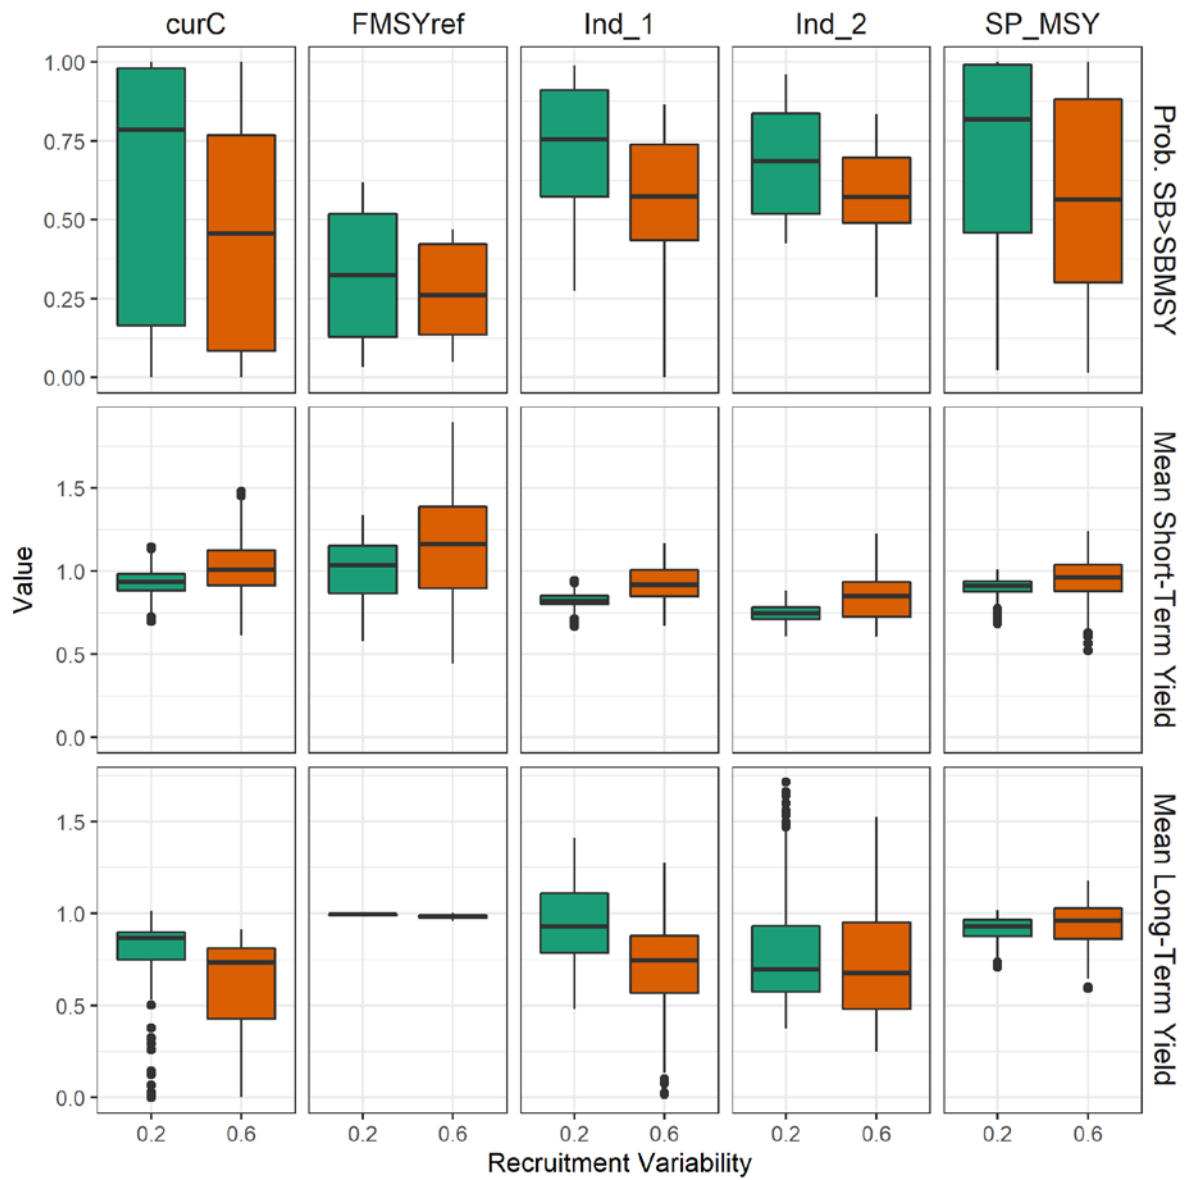 curC FMSYref Ind_1 Ind_2 SP_MSY
1.00
0.75
0.50
0.25
0.00
Prob. SB>SBMSY
1.5
1.0
0.5
0.0
Mean Short-Term Yield
Value
1.5
1.0
0.5
0.0
Mean Long-Term Yield
0.2 0.6 0.2 0.6 0.2 0.6 0.2 0.6 0.2 0.6
Recruitment Variability